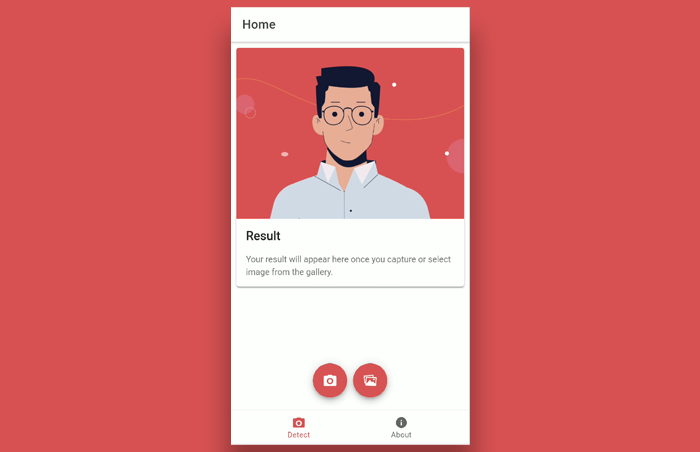 Home
Result
Your result will appear here once you capture or select
image from the gallery.
Detect
About